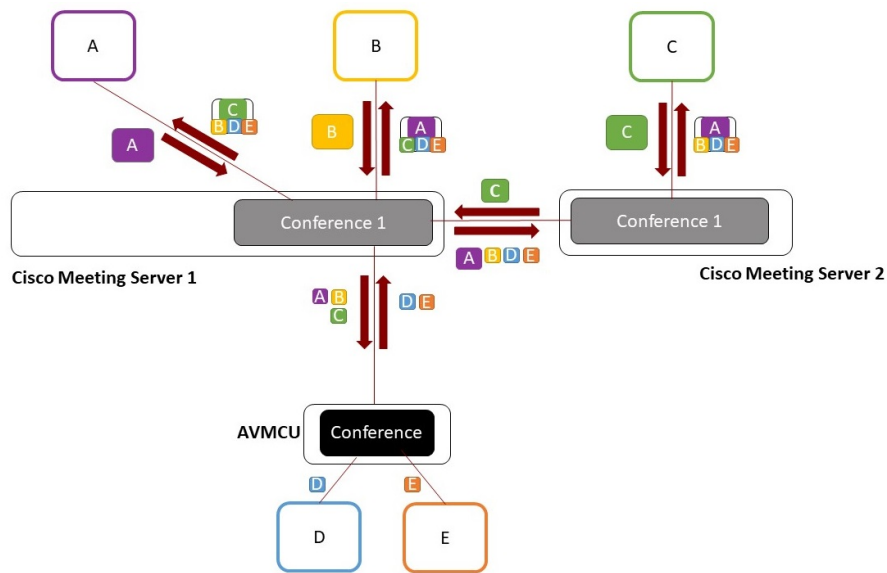 A
B
C
C
B D E
A
B
A
C D E
C
A
B D E
C
Conference 1
Conference 1
A B D E
Cisco Meeting Server 1
Cisco Meeting Server 2
A B
C
D E
AVMCU
Conference
D
E
D
E